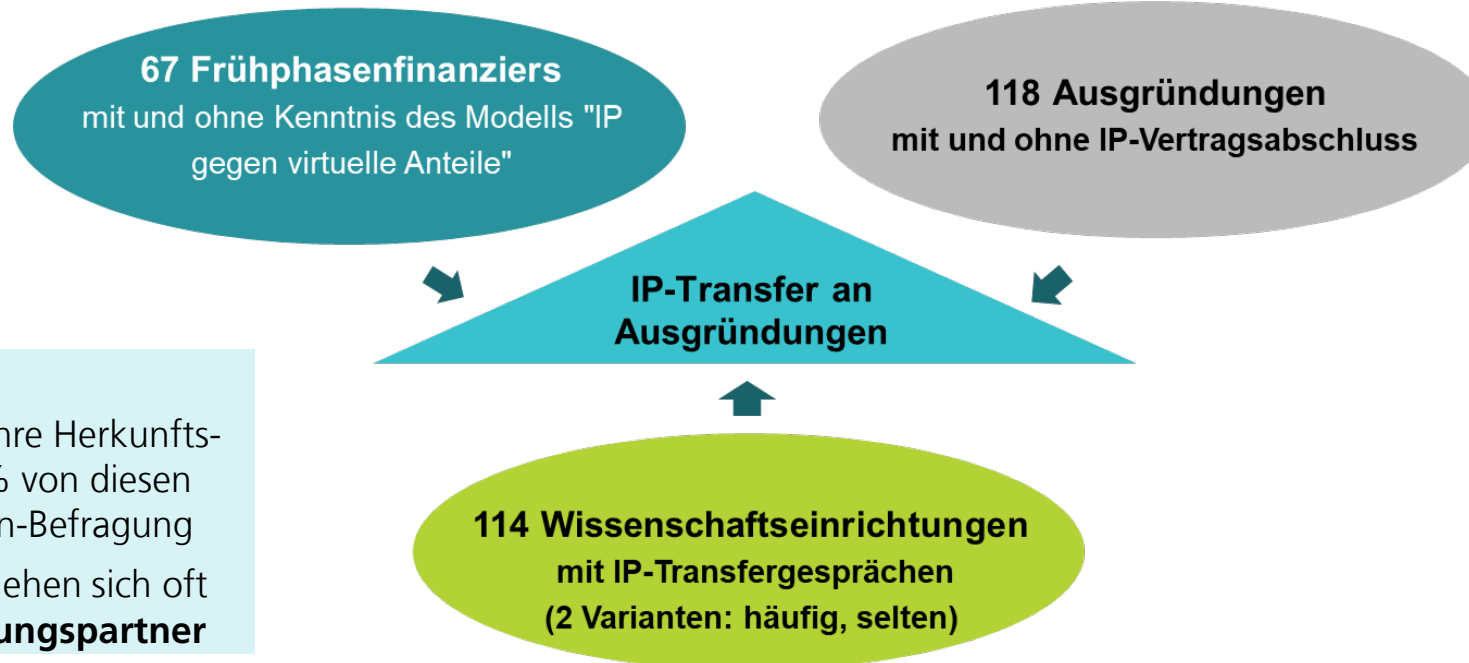 67 Frühphasenfinanziers
mit und ohne Kenntnis des Modells "IP
gegen virtuelle Anteile"
118 Ausgründungen
mit und ohne IP-Vertragsabschluss
IP-Transfer an
Ausgründungen
hre Herkunfts-
% von diesen
n-Befragung
ehen sich oft
ungspartner
114 Wissenschaftseinrichtungen
mit IP-Transfergesprächen
(2 Varianten: häufig, selten)